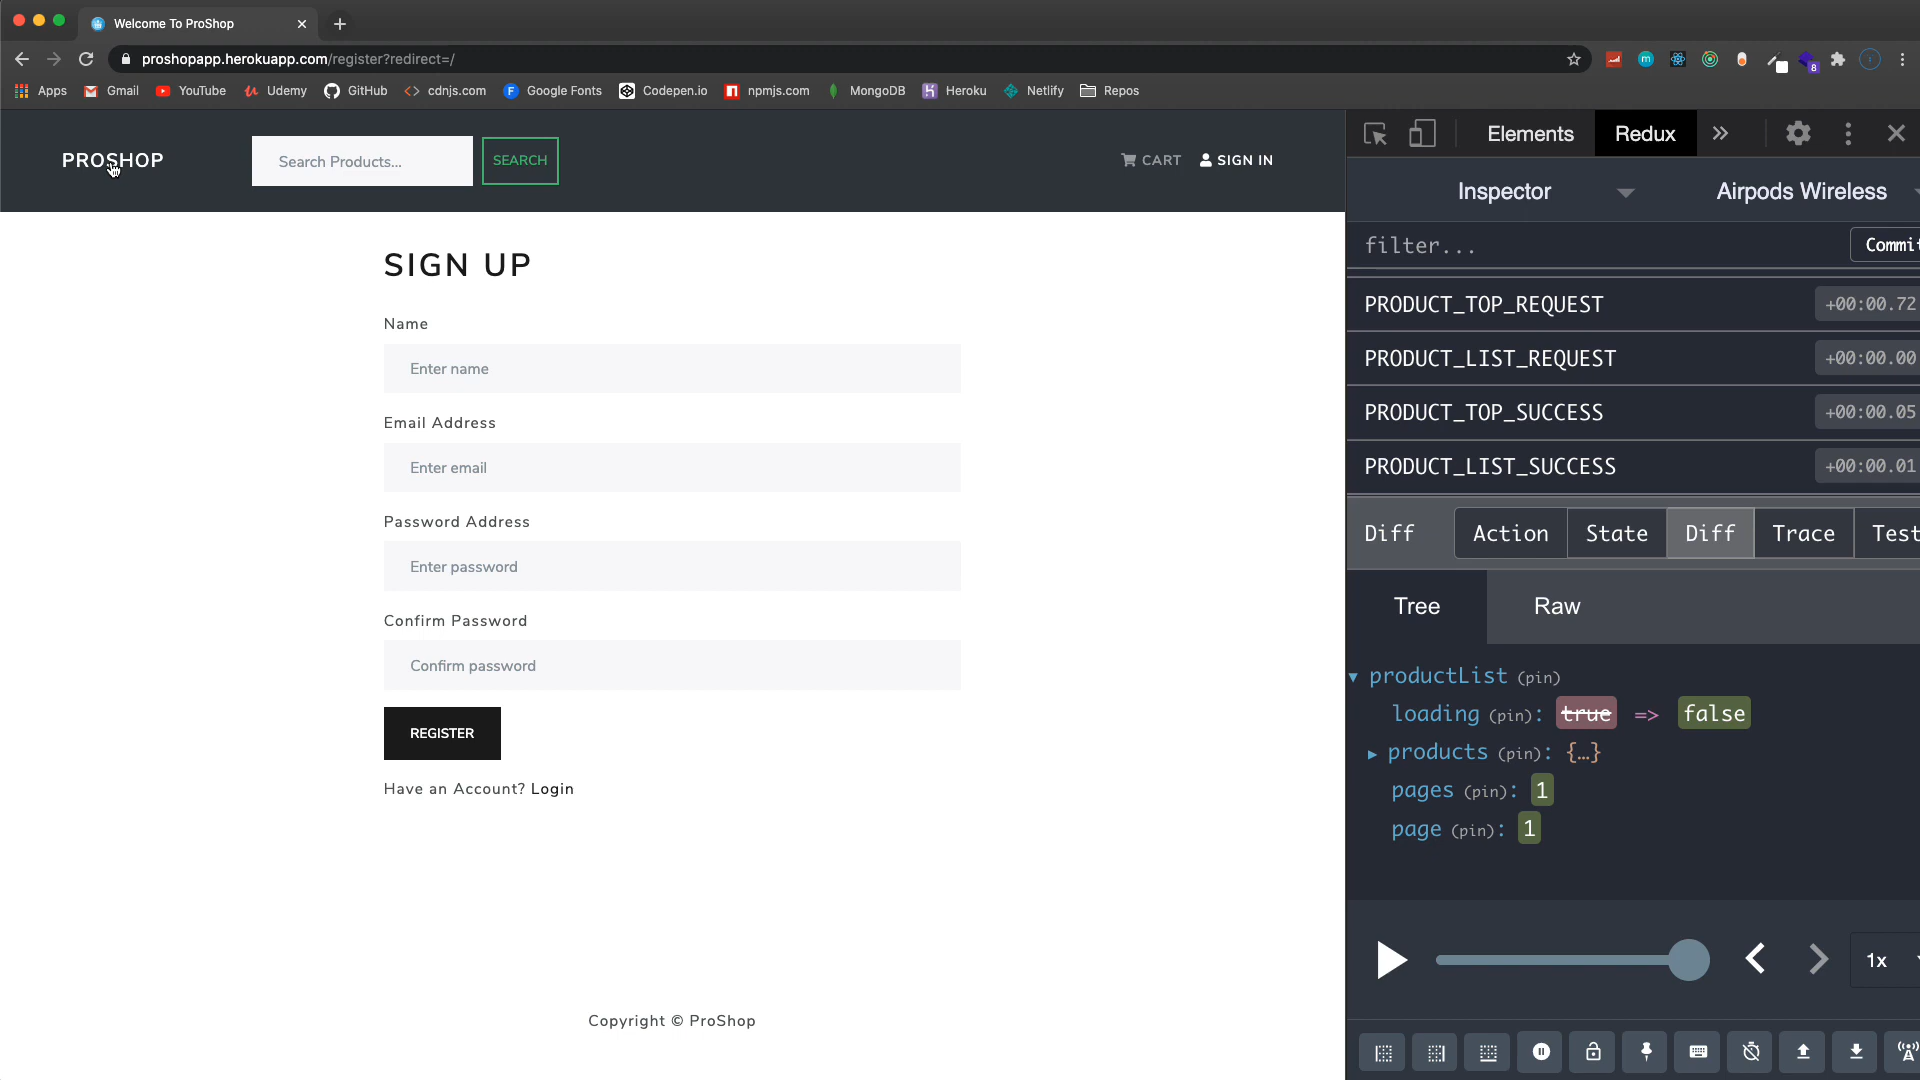 Welcome To ProShop
proshopapp.herokuapp.com/register?redirect=/
8
Apps Gmail YouTube Udemy GitHub cdnjs.com Google Fonts Codepen.io npmjs.com MongoDB Heroku Netlify Repos
PROSHOP Search Products... SEARCH CART SIGN IN
SIGN UP
Name
Enter name
Email Address
Enter email
Password Address
Enter password
Confirm Password
Confirm password
REGISTER
Have an Account? Login
Copyright © ProShop
Elements Redux
Inspector Airpods Wireless
filter... Commit
PRODUCT_TOP_REQUEST +00:00.72
PRODUCT_LIST_REQUEST +00:00.00
PRODUCT_TOP_SUCCESS +00:00.05
PRODUCT_LIST_SUCCESS +00:00.01
Diff Action State Diff Trace Test
Tree Raw
productList (pin)
loading (pin): true => false
products (pin): {…}
pages (pin): 1
page (pin): 1
1x